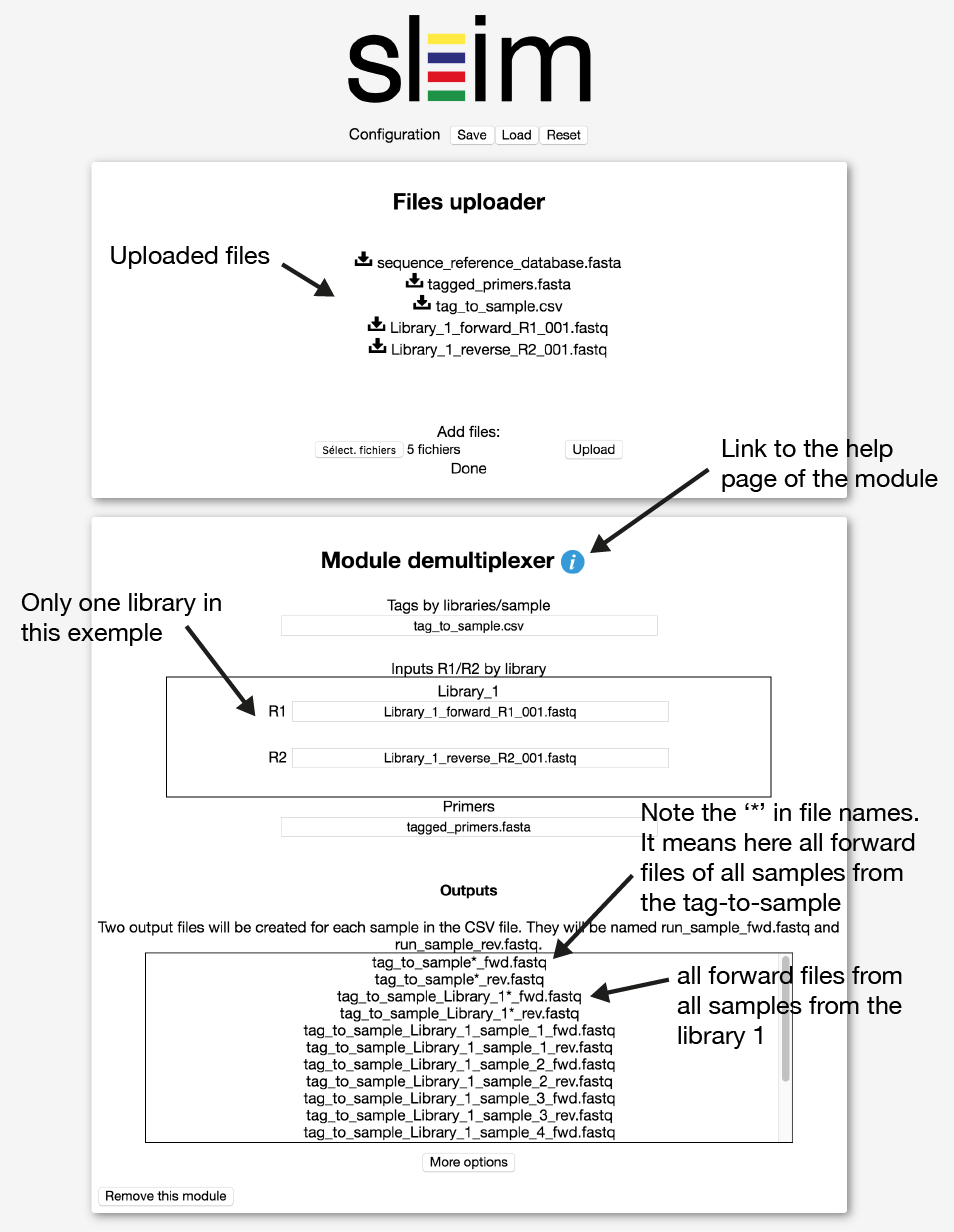 slim
Configuration Save Load Reset
Files uploader
Uploaded files
sequence_reference_database.fasta
tagged_primers.fasta
tag_to_sample.csv
Library_1_forward_R1_001.fastq
Library_1_reverse_R2_001.fastq
Add files:
Sélect. fichiers 5 fichiers Upload
Done
Link to the help
page of the module
Module demultiplexer i
Only one library in
this exemple
Tags by libraries/sample
tag_to_sample.csv
Inputs R1/R2 by library
Library_1
R1 Library_1_forward_R1_001.fastq
R2 Library_1_reverse_R2_001.fastq
Primers
tagged_primers.fasta
Note the ‘*’ in file names.
It means here all forward
files of all samples from
the tag-to-sample
Outputs
Two output files will be created for each sample in the CSV file. They will be named run_sample_fwd.fastq and
run_sample_rev.fastq.
tag_to_sample*_fwd.fastq
tag_to_sample*_rev.fastq
tag_to_sample_Library_1*_fwd.fastq
tag_to_sample_Library_1*_rev.fastq
tag_to_sample_Library_1_sample_1_fwd.fastq
tag_to_sample_Library_1_sample_1_rev.fastq
tag_to_sample_Library_1_sample_2_fwd.fastq
tag_to_sample_Library_1_sample_2_rev.fastq
tag_to_sample_Library_1_sample_3_fwd.fastq
tag_to_sample_Library_1_sample_3_rev.fastq
tag_to_sample_Library_1_sample_4_fwd.fastq
all forward files from
all samples from the
library 1
More options
Remove this module